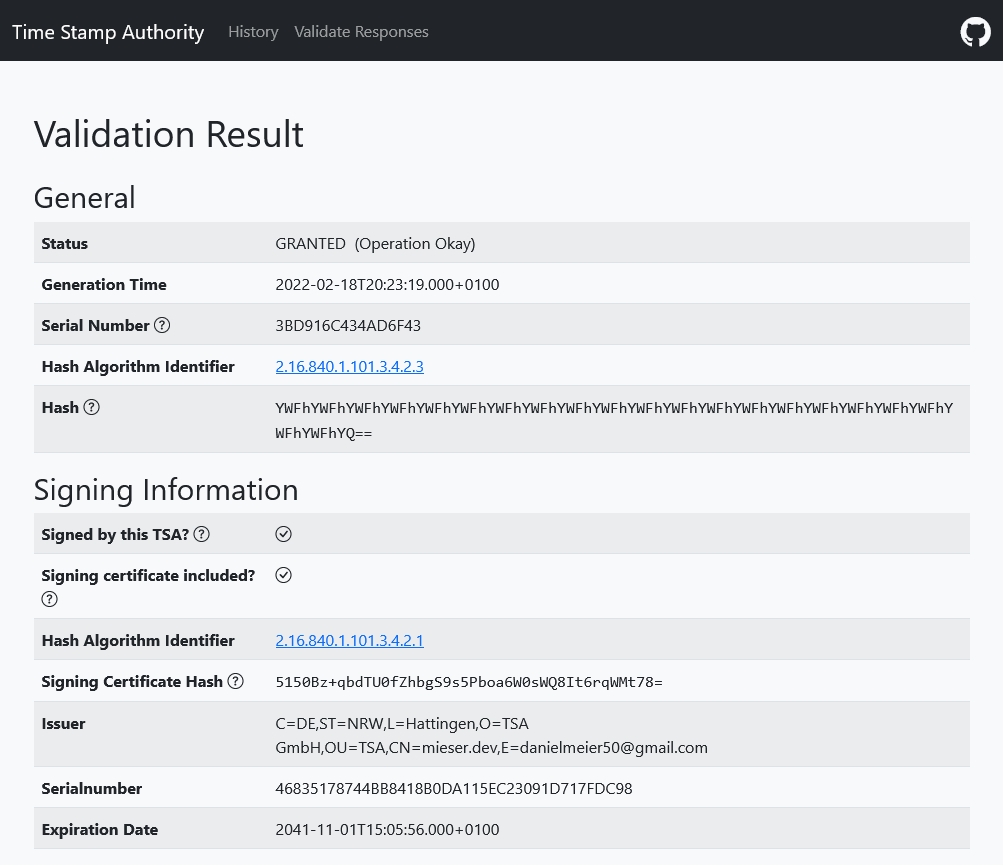 Time Stamp Authority History Validate Responses
Validation Result
General
Status GRANTED (Operation Okay)
Generation Time 2022-02-18T20:23:19.000+0100
Serial Number 3BD916C434AD6F43
Hash Algorithm Identifier 2.16.840.1.101.3.4.2.3
Hash YWFhYWFhYWFhYWFhYWFhYWFhYWFhYWFhYWFhYWFhYWFhYWFhYWFhYWFhYWFhYWFhYWFhYWFhYWFhY
WFhYWFhYQ==
Signing Information
Signed by this TSA?
Signing certificate included?
Hash Algorithm Identifier 2.16.840.1.101.3.4.2.1
Signing Certificate Hash 5150Bz+qbdTU0fZhbgS9s5Pboa6W0sWQ8It6rqWMt78=
Issuer C=DE,ST=NRW,L=Hattingen,O=TSA
GmbH,OU=TSA,CN=mieser.dev,E=danielmeier50@gmail.com
Serialnumber 46835178744BB8418B0DA115EC23091D717FDC98
Expiration Date 2041-11-01T15:05:56.000+0100